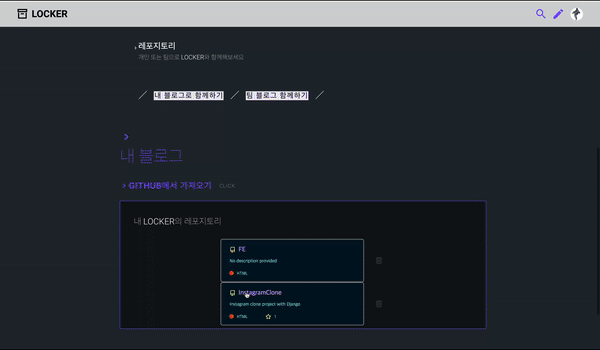 LOCKER
레포지토리
개인 또는 팀으로 LOCKER와 함께해보세요
/ 내 블로그로 함께하기 / 팀 블로그 함께하기 /
>
내 블로그
> GITHUB에서 가져오기 CLICK
내 LOCKER의 레포지토리
FE
No description provided
HTML
InstagramClone
Instagram clone project with Django
HTML 1